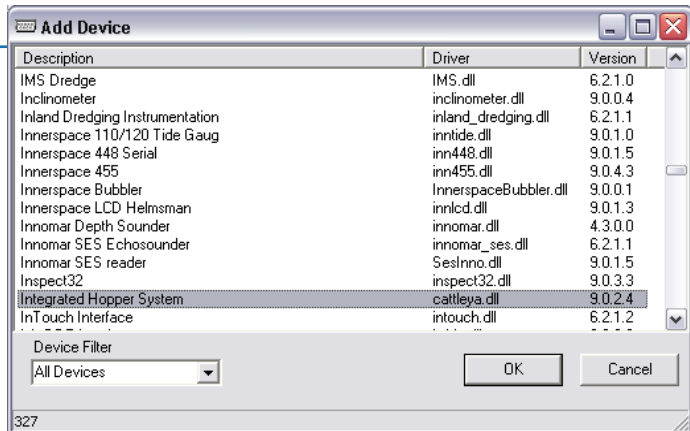 Add Device
Description Driver Version
IMS Dredge IMS.dll 6.2.1.0
Inclinometer inclinometer.dll 9.0.0.4
Inland Dredging Instrumentation inland_dredging.dll 6.2.1.1
Innerspace 110/120 Tide Gaug inntide.dll 9.0.1.0
Innerspace 448 Serial inn448.dll 9.0.1.5
Innerspace 455 inn455.dll 9.0.4.3
Innerspace Bubbler InnerspaceBubbler.dll 9.0.0.1
Innerspace LCD Helmsman innlcd.dll 9.0.1.3
Innomar Depth Sounder innomar.dll 4.3.0.0
Innomar SES Echosounder innomar_ses.dll 6.2.1.1
Innomar SES reader SesInno.dll 9.0.1.5
Inspect32 inspect32.dll 9.0.3.3
Integrated Hopper System cattleya.dll 9.0.2.4
InTouch Interface intouch.dll 6.2.1.2
Device Filter
All Devices OK Cancel
327